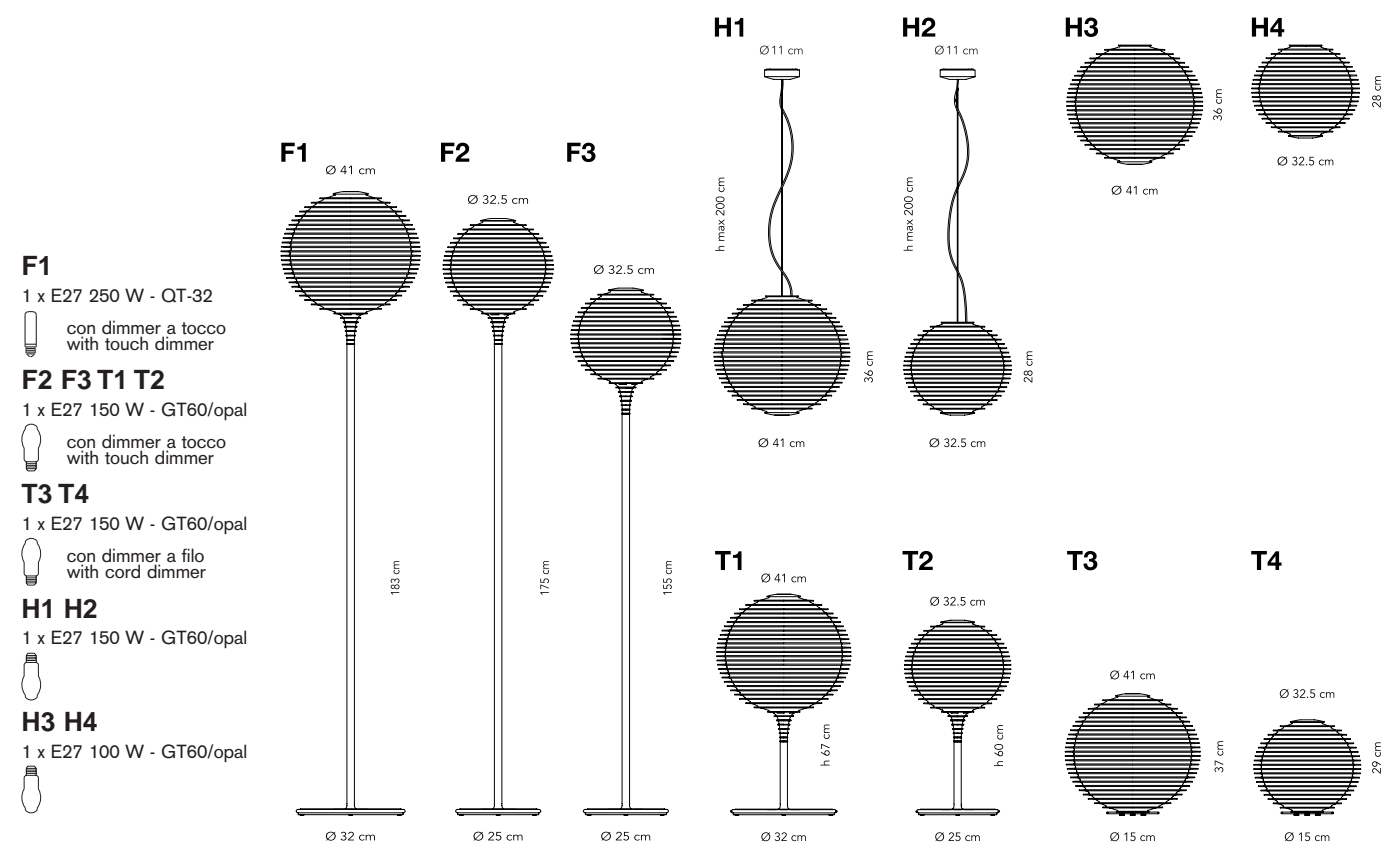 F1
1 x E27 250 W - QT-32
con dimmer a tocco
with touch dimmer
F2 F3 T1 T2
1 x E27 150 W - GT60/opal
con dimmer a tocco
with touch dimmer
T3 T4
1 x E27 150 W - GT60/opal
con dimmer a filo
with cord dimmer
H1 H2
1 x E27 150 W - GT60/opal
H3 H4
1 x E27 100 W - GT60/opal
F1
Ø 41 cm
183 cm
Ø 32 cm
F2
Ø 32.5 cm
175 cm
Ø 25 cm
F3
Ø 32.5 cm
155 cm
Ø 25 cm
H1
Ø 11 cm
h max 200 cm
36 cm
Ø 41 cm
H2
Ø 11 cm
h max 200 cm
28 cm
Ø 32.5 cm
H3
36 cm
Ø 41 cm
H4
28 cm
Ø 32.5 cm
T1
Ø 41 cm
h 67 cm
Ø 32 cm
T2
Ø 32.5 cm
h 60 cm
Ø 25 cm
T3
Ø 41 cm
37 cm
Ø 15 cm
T4
Ø 32.5 cm
29 cm
Ø 15 cm